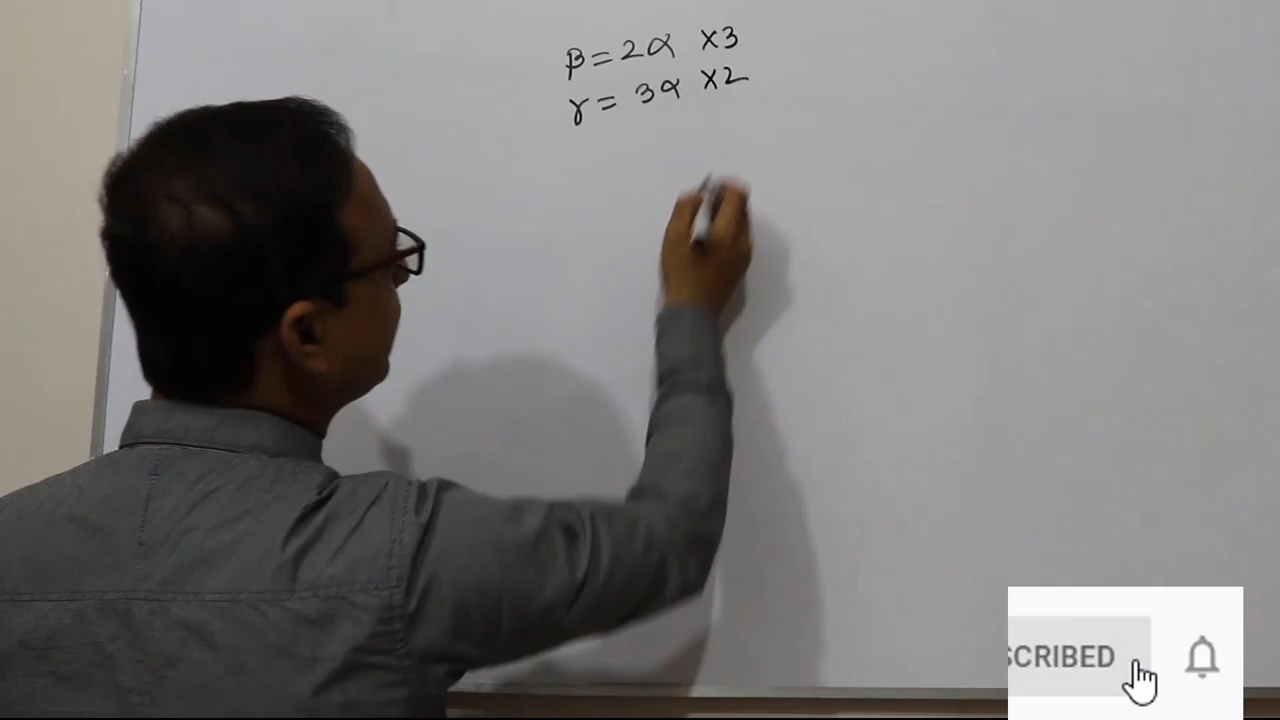 β = 2α ×3
γ = 3α ×2
SCRIBED